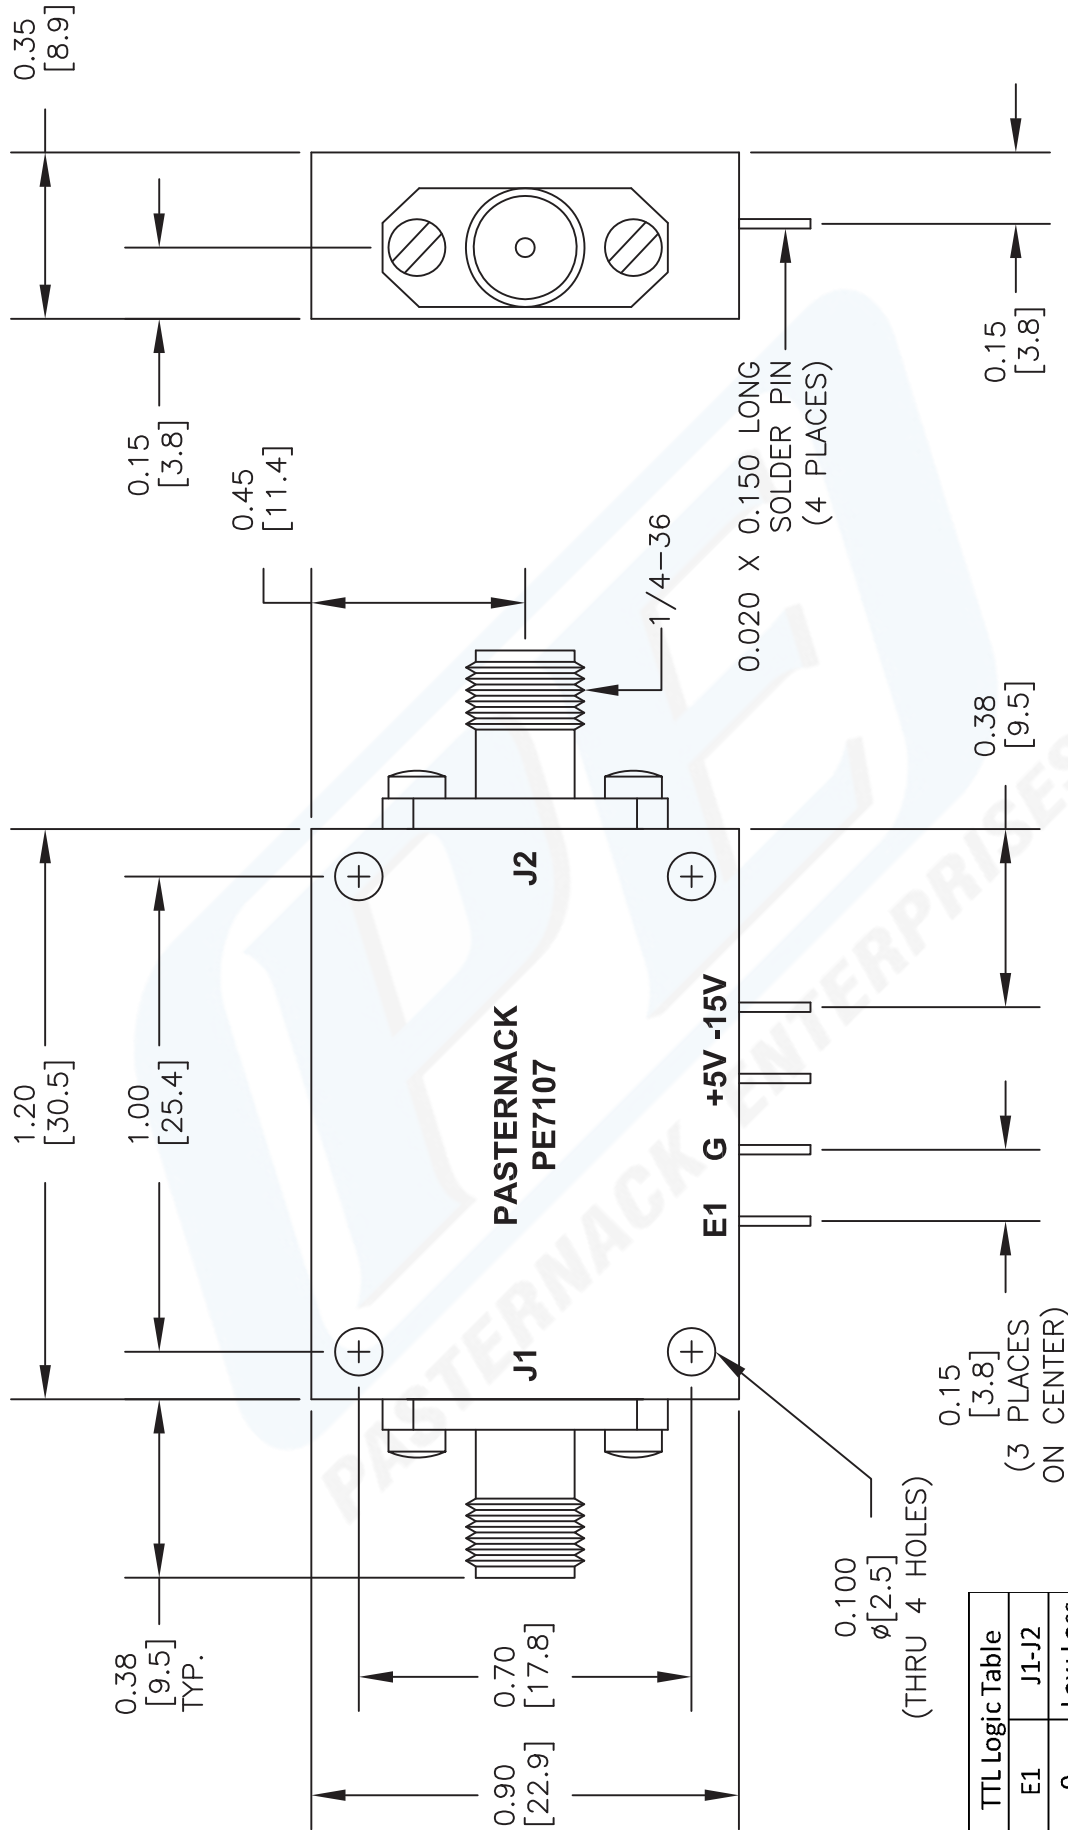 0.38
[9.5]
TYP.
1.20
[30.5]
1.00
[25.4]
0.15
[3.8]
0.35
[8.9]
0.45
[11.4]
0.90
[22.9]
0.70
[17.8]
J1
PASTERNACK
PE7107
J2
E1 G +5V -15V
1/4-36
0.020 X 0.150 LONG
SOLDER PIN
(4 PLACES)
0.100
ϕ[2.5]
(THRU 4 HOLES)
0.15
[3.8]
(3 PLACES
ON CENTER)
0.38
[9.5]
0.15
[3.8]
TTL Logic Table
E1 J1-J2
0
PE
PASTERNACK ENTERPRISES